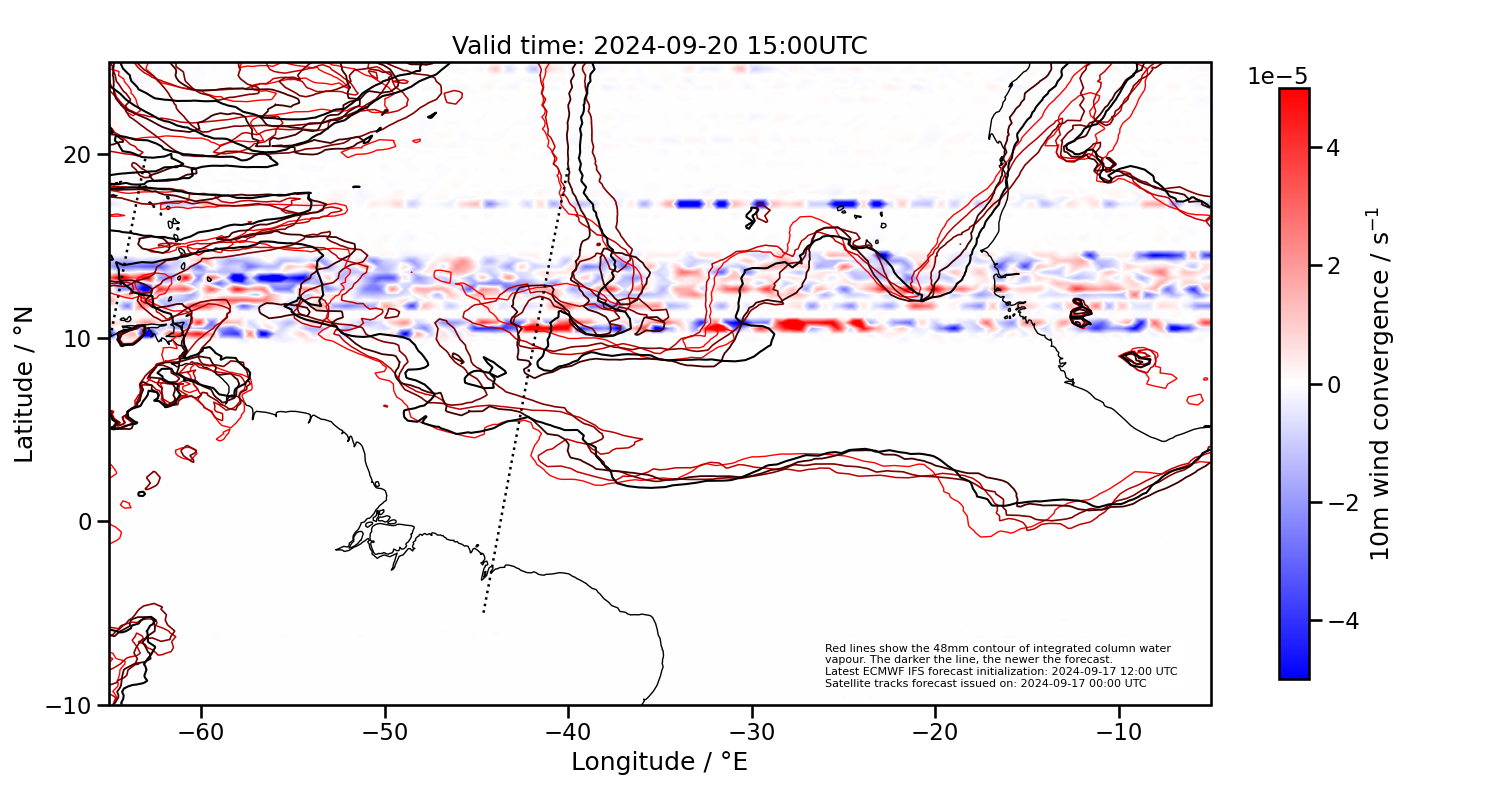 Valid time: 2024-09-20 15:00UTC
1e−5
20
10
0
−10
Latitude / °N
−60
−50
−40
−30
−20
−10
Longitude / °E
4
2
0
−2
−4
10m wind convergence / s⁻¹
Red lines show the 48mm contour of integrated column water
vapour. The darker the line, the newer the forecast.
Latest ECMWF IFS forecast initialization: 2024-09-17 12:00 UTC
Satellite tracks forecast issued on: 2024-09-17 00:00 UTC